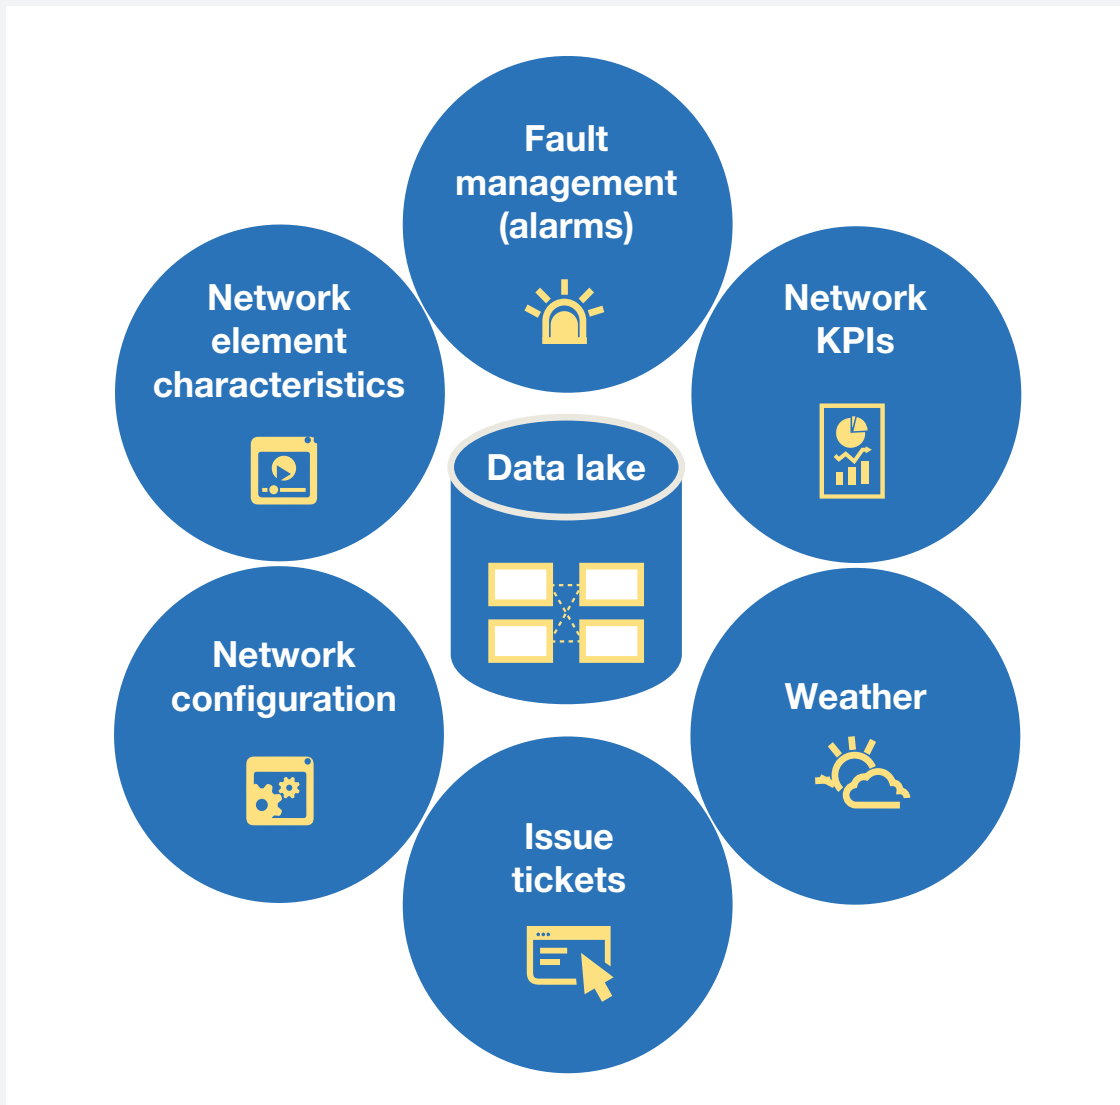 Fault
management
(alarms)
Network
element
characteristics
Network
KPIs
Data lake
Network
configuration
Weather
Issue
tickets